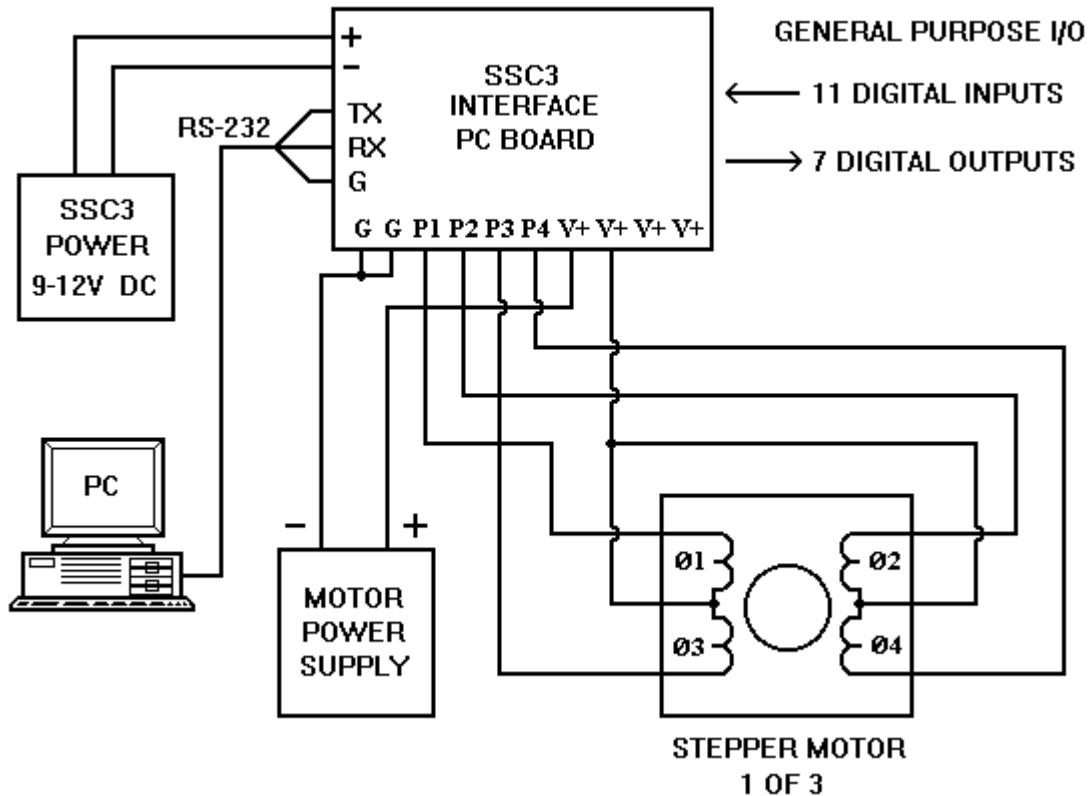 GENERAL PURPOSE I/O
11 DIGITAL INPUTS
7 DIGITAL OUTPUTS
+
−
SSC3
INTERFACE
PC BOARD
TX
RX
G
RS-232
G G P1 P2 P3 P4 V+ V+ V+ V+
SSC3
POWER
9-12V DC
PC
− +
MOTOR
POWER
SUPPLY
Ø1 Ø2
Ø3 Ø4
STEPPER MOTOR
1 OF 3